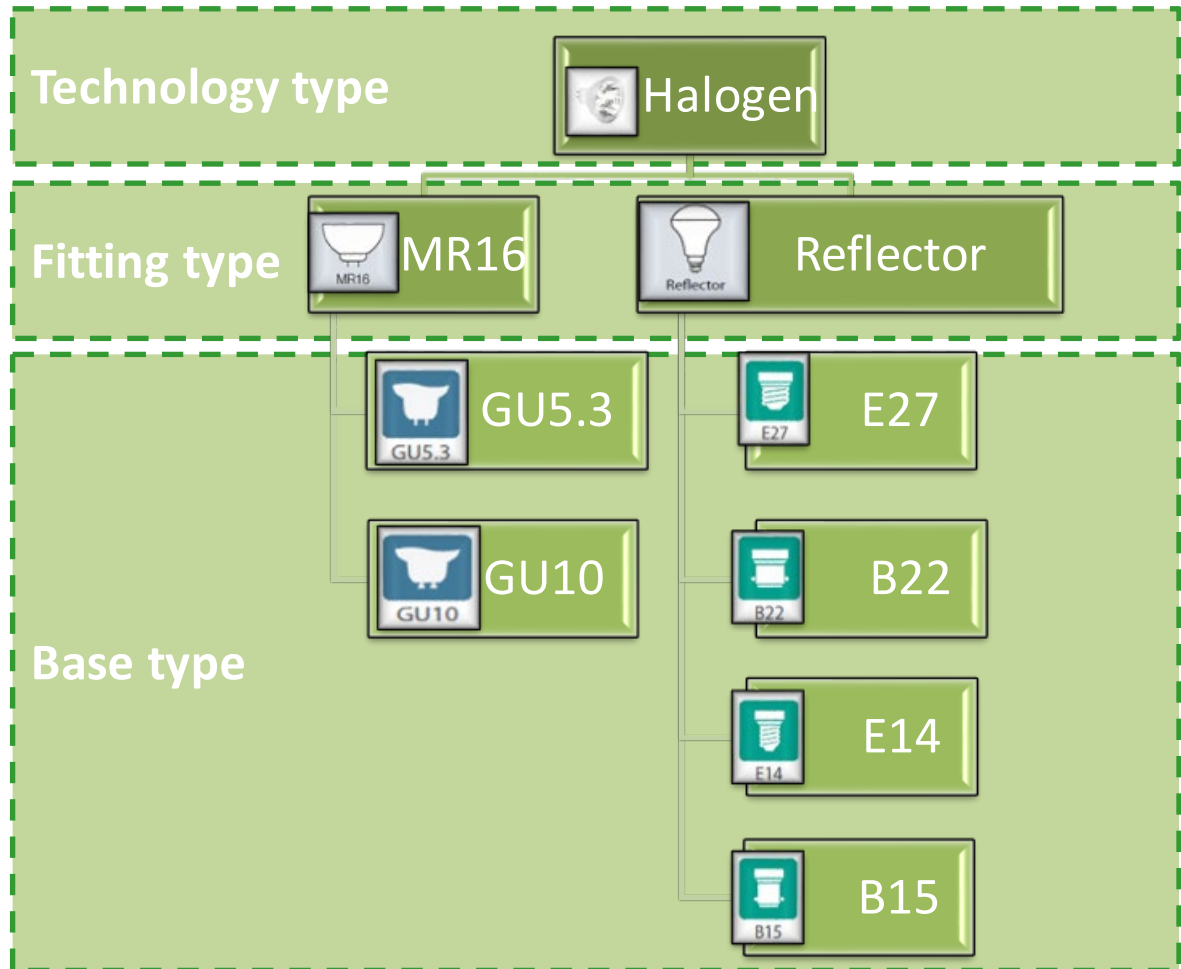 Technology type
Halogen
Fitting type
MR16
MR16
Reflector
Reflector
Base type
GU5.3
GU5.3
E27
E27
GU10
GU10
B22
B22
E14
E14
B15
B15